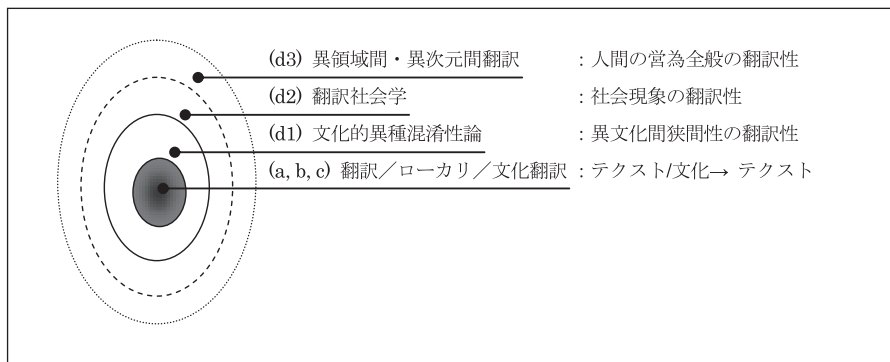 (d3) 異領域間・異次元間翻訳 ：人間の営為全般の翻訳性
(d2) 翻訳社会学 ：社会現象の翻訳性
(d1) 文化的異種混淆性論 ：異文化間狭間性の翻訳性
(a, b, c) 翻訳／ローカリ／文化翻訳 ：テクスト/文化→ テクスト